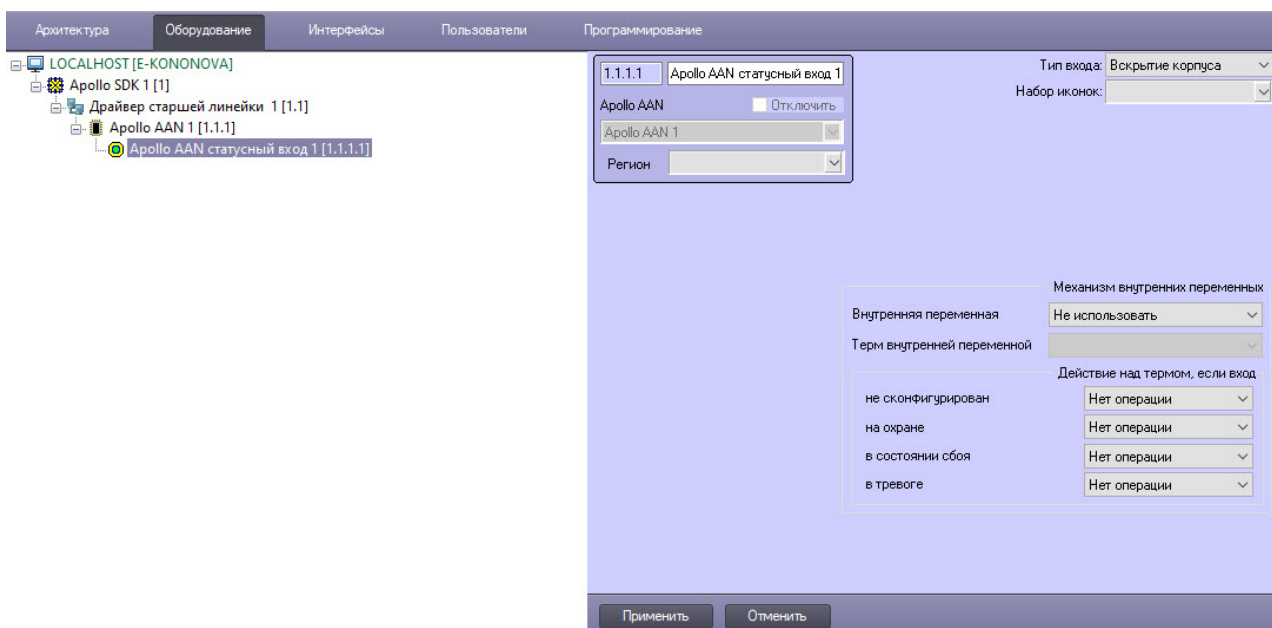 Архитектура Оборудование Интерфейсы Пользователи Программирование
LOCALHOST [E-KONONOVA]
Apollo SDK 1 [1]
Драйвер старшей линейки 1 [1.1]
Apollo AAN 1 [1.1.1]
Apollo AAN статусный вход 1 [1.1.1.1]
1.1.1.1 Apollo AAN статусный вход 1
Apollo AAN Отключить
Apollo AAN 1
Регион
Тип входа: Вскрытие корпуса
Набор иконок:
Механизм внутренних переменных
Внутренняя переменная Не использовать
Терм внутренней переменной
Действие над термом, если вход
не сконфигурирован Нет операции
на охране Нет операции
в состоянии сбоя Нет операции
в тревоге Нет операции
Применить Отменить